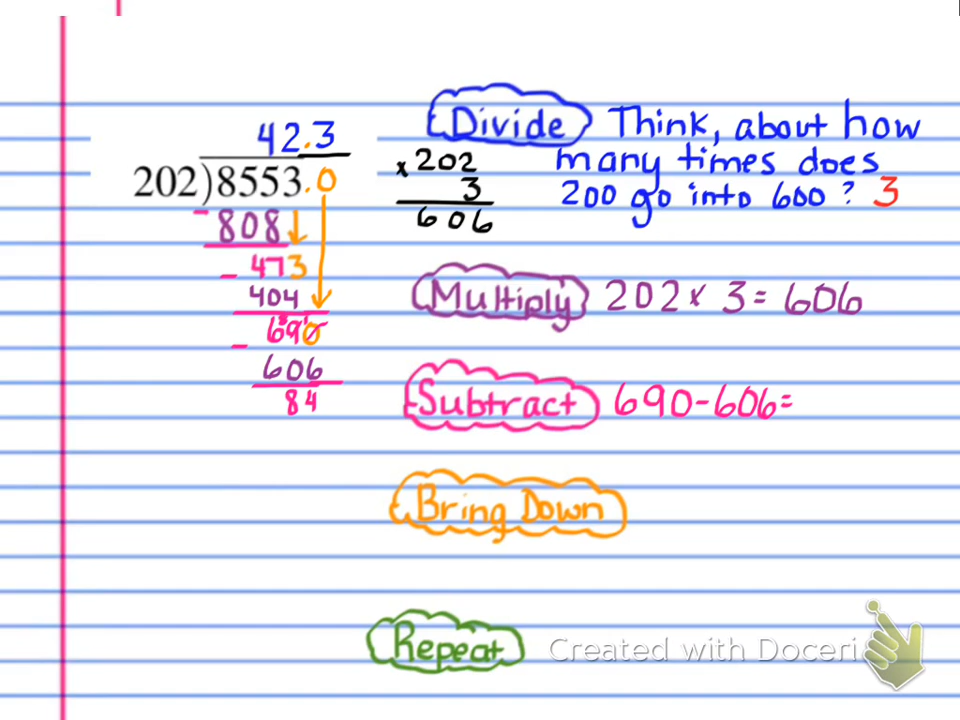 42.3
202)8553.0
- 808
- 473
404
- 690
606
84
× 202
3
606
Divide Think, about how
many times does
200 go into 600 ? 3
Multiply 202 × 3 = 606
Subtract 690-606=
Bring Down
Repeat
Created with Doceri